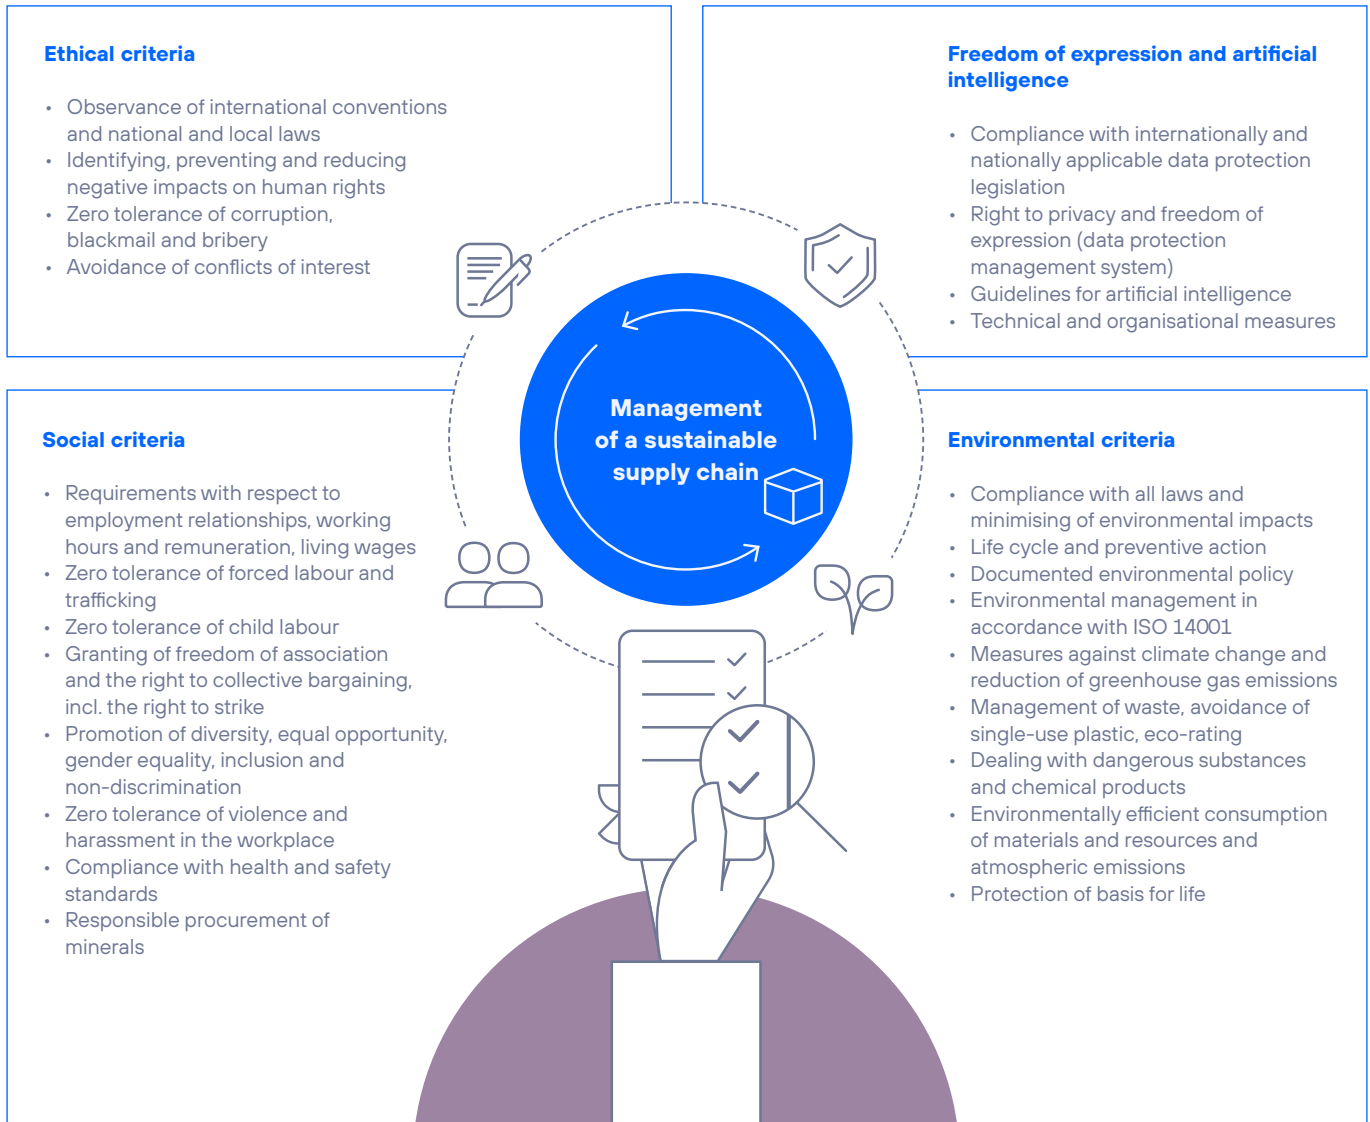 Ethical criteria
• Observance of international conventions
and national and local laws
• Identifying, preventing and reducing
negative impacts on human rights
• Zero tolerance of corruption,
blackmail and bribery
• Avoidance of conflicts of interest
Freedom of expression and artificial
intelligence
• Compliance with internationally and
nationally applicable data protection
legislation
• Right to privacy and freedom of
expression (data protection
management system)
• Guidelines for artificial intelligence
• Technical and organisational measures
Management
of a sustainable
supply chain
Social criteria
• Requirements with respect to
employment relationships, working
hours and remuneration, living wages
• Zero tolerance of forced labour and
trafficking
• Zero tolerance of child labour
• Granting of freedom of association
and the right to collective bargaining,
incl. the right to strike
• Promotion of diversity, equal opportunity,
gender equality, inclusion and
non-discrimination
• Zero tolerance of violence and
harassment in the workplace
• Compliance with health and safety
standards
• Responsible procurement of
minerals
Environmental criteria
• Compliance with all laws and
minimising of environmental impacts
• Life cycle and preventive action
• Documented environmental policy
• Environmental management in
accordance with ISO 14001
• Measures against climate change and
reduction of greenhouse gas emissions
• Management of waste, avoidance of
single-use plastic, eco-rating
• Dealing with dangerous substances
and chemical products
• Environmentally efficient consumption
of materials and resources and
atmospheric emissions
• Protection of basis for life